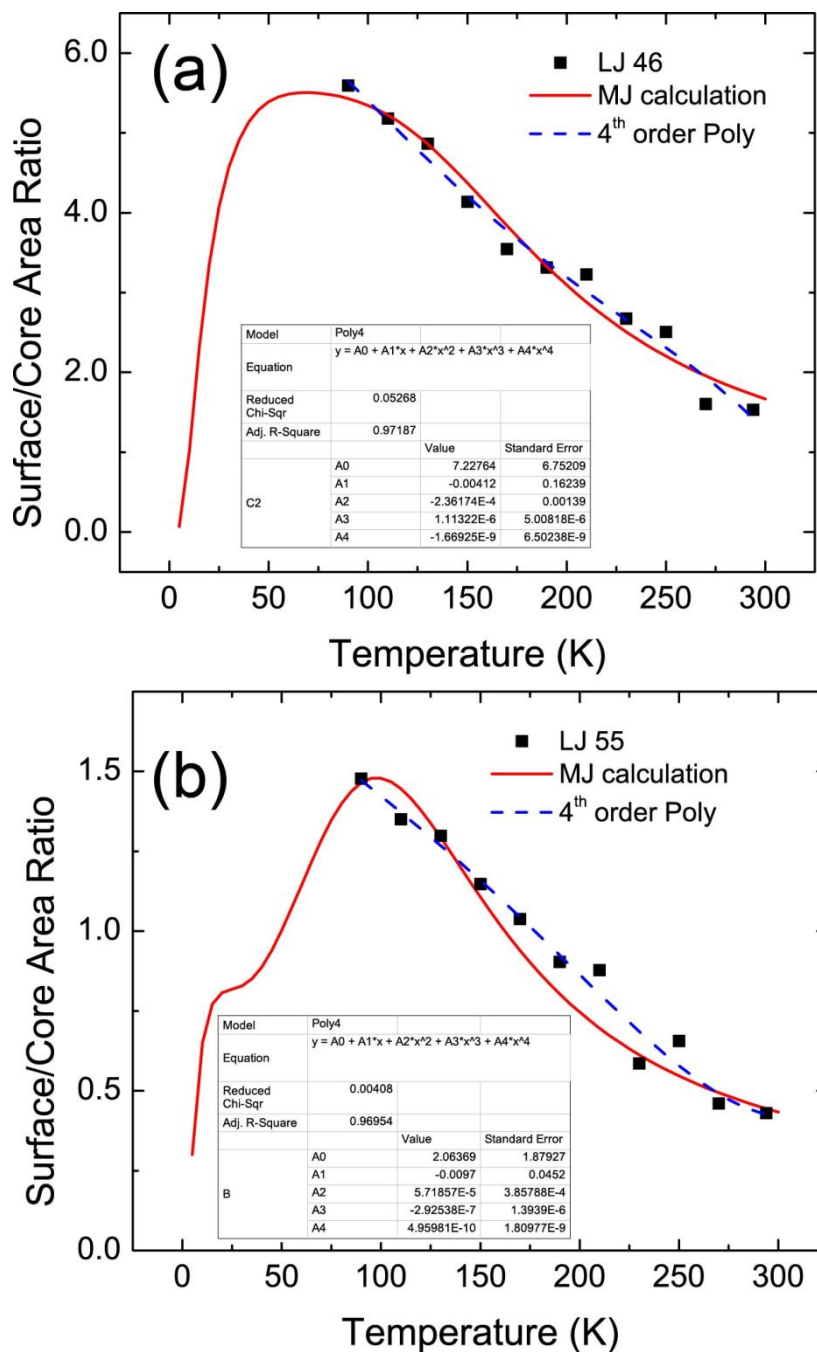 (a)
LJ 46
MJ calculation
4th order Poly
6.0
4.0
2.0
0.0
Surface/Core Area Ratio
Model Poly4
Equation y = A0 + A1*x + A2*x^2 + A3*x^3 + A4*x^4
Reduced Chi-Sqr 0.05268
Adj. R-Square 0.97187
Value Standard Error
C2 A0 7.22764 6.75209
A1 -0.00412 0.16239
A2 -2.36174E-4 0.00139
A3 1.11322E-6 5.00818E-6
A4 -1.66925E-9 6.50238E-9
0 50 100 150 200 250 300
Temperature (K)
(b)
LJ 55
MJ calculation
4th order Poly
1.5
1.0
0.5
0.0
Surface/Core Area Ratio
Model Poly4
Equation y = A0 + A1*x + A2*x^2 + A3*x^3 + A4*x^4
Reduced Chi-Sqr 0.00408
Adj. R-Square 0.96954
Value Standard Error
B A0 2.06369 1.87927
A1 -0.0097 0.0452
A2 5.71857E-5 3.85788E-4
A3 -2.92538E-7 1.3939E-6
A4 4.95981E-10 1.80977E-9
0 50 100 150 200 250 300
Temperature (K)